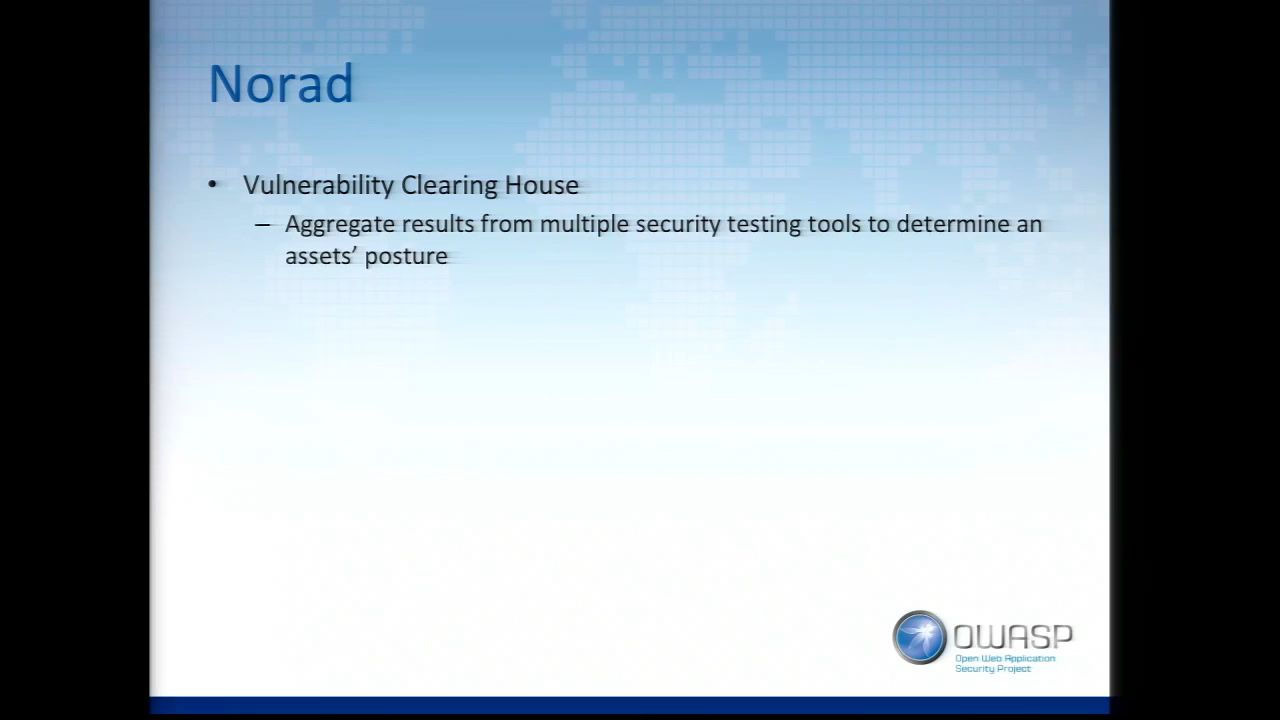 Norad
• Vulnerability Clearing House
– Aggregate results from multiple security testing tools to determine an
assets’ posture
OWASP
Open Web Application
Security Project